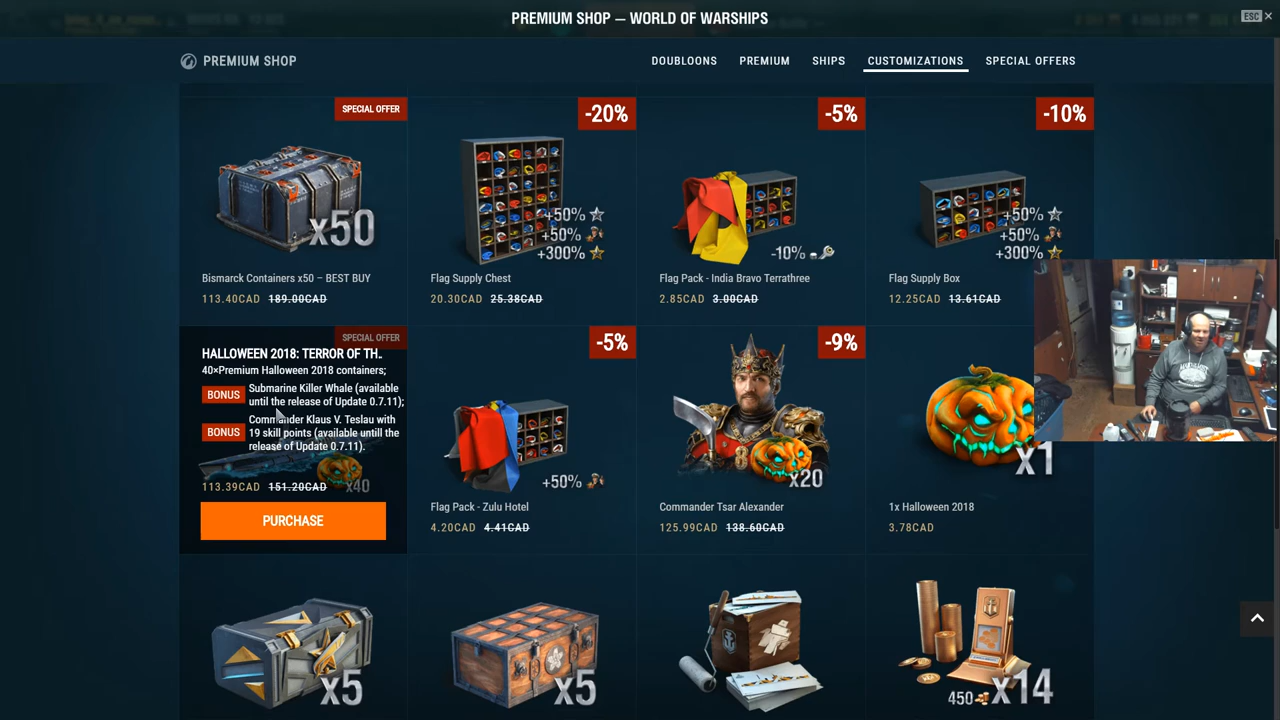 PREMIUM SHOP — WORLD OF WARSHIPS
ESC ×
PREMIUM SHOP
DOUBLOONS
PREMIUM
SHIPS
CUSTOMIZATIONS
SPECIAL OFFERS
SPECIAL OFFER
x50
Bismarck Containers x50 – BEST BUY
113.40CAD 189.00CAD
-20%
+50%
+50%
+300%
Flag Supply Chest
20.30CAD 25.38CAD
-5%
-10%
Flag Pack - India Bravo Terrathree
2.85CAD 3.00CAD
-10%
+50%
+50%
+300%
Flag Supply Box
12.25CAD 13.61CAD
SPECIAL OFFER
HALLOWEEN 2018: TERROR OF TH..
40×Premium Halloween 2018 containers;
BONUS
Submarine Killer Whale (available
until the release of Update 0.7.11);
BONUS
Commander Klaus V. Teslau with
19 skill points (available untill the
release of Update 0.7.11).
x40
113.39CAD 151.20CAD
PURCHASE
-5%
+50%
Flag Pack - Zulu Hotel
4.20CAD 4.41CAD
-9%
8
x20
Commander Tsar Alexander
125.99CAD 138.60CAD
x1
1x Halloween 2018
3.78CAD
x5
x5
450
x14